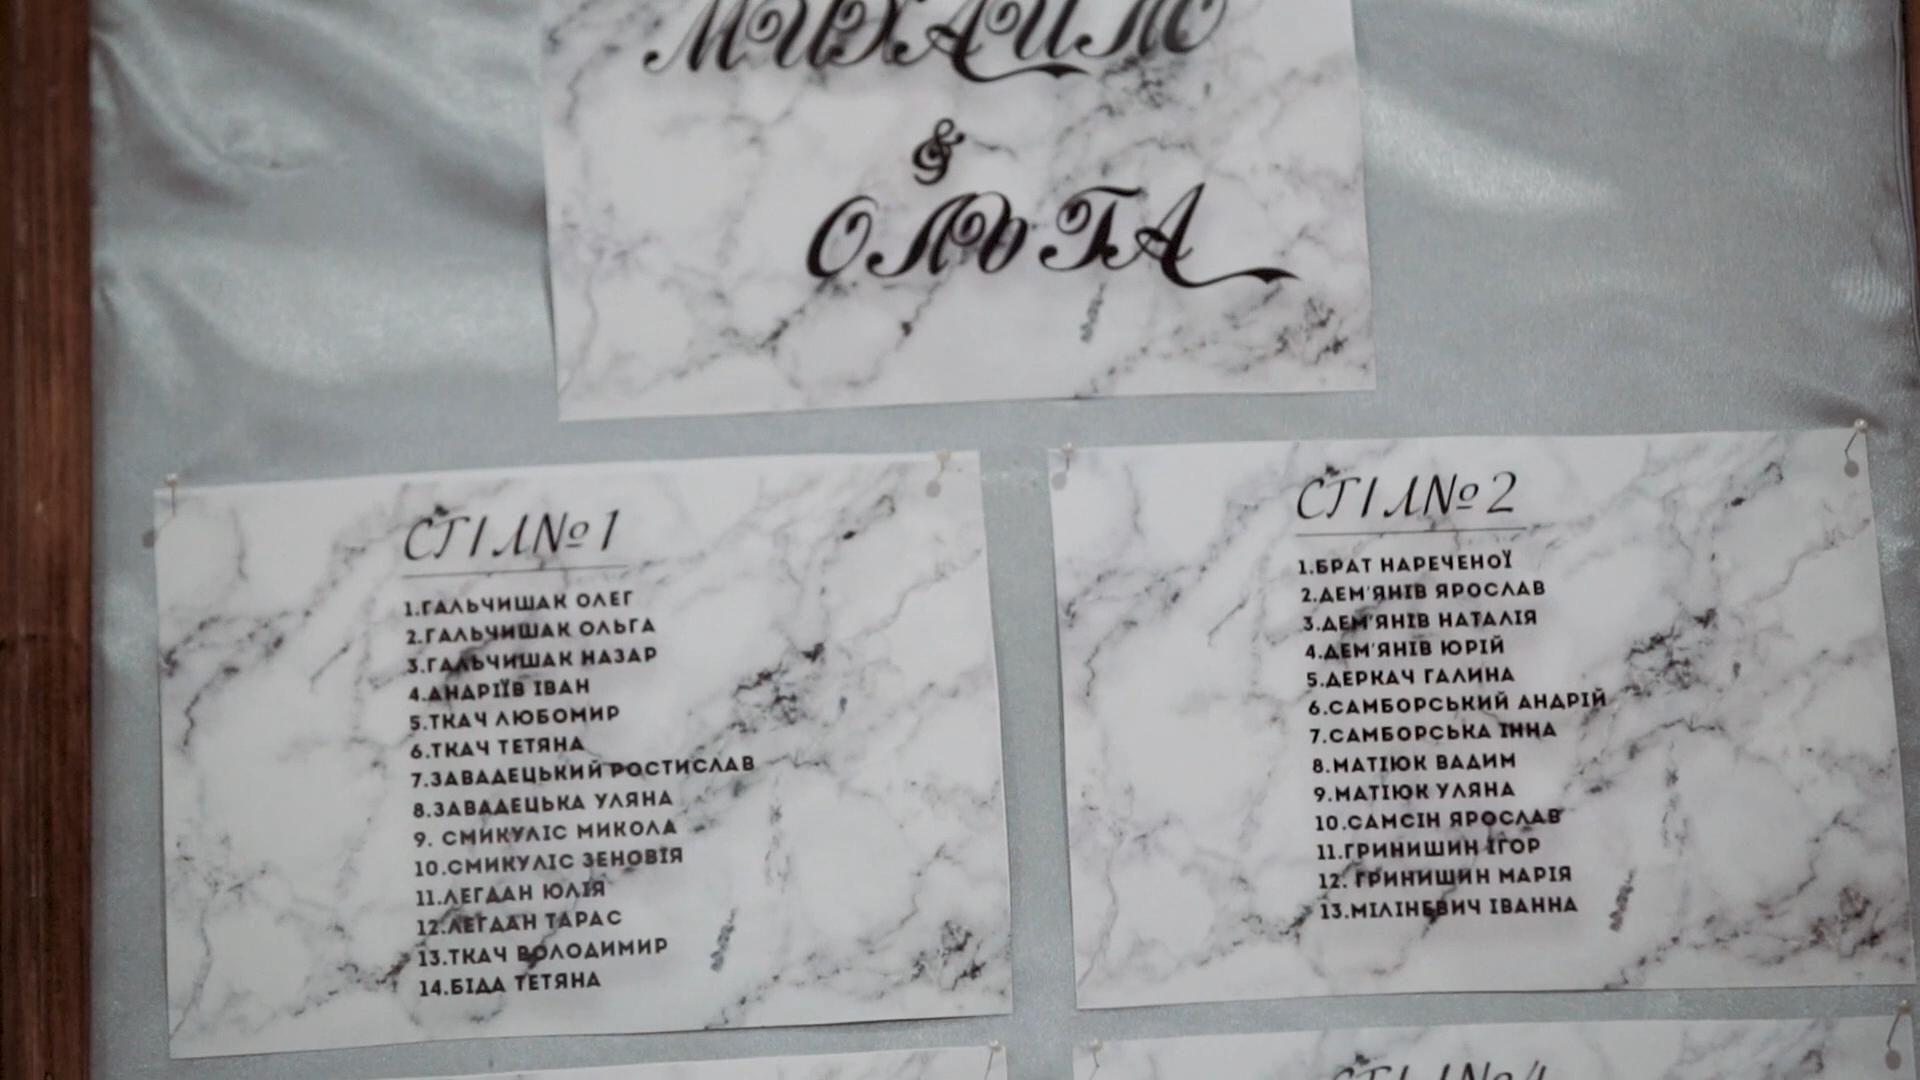 МИХАЙЛО
&
ОЛЬГА
СТІЛ№1
1.ГАЛЬЧИШАК ОЛЕГ
2.ГАЛЬЧИШАК ОЛЬГА
3.ГАЛЬЧИШАК НАЗАР
4.АНДРІЇВ ІВАН
5.ТКАЧ ЛЮБОМИР
6.ТКАЧ ТЕТЯНА
7.ЗАВАДЕЦЬКИЙ РОСТИСЛАВ
8.ЗАВАДЕЦЬКА УЛЯНА
9. СМИКУЛІС МИКОЛА
10.СМИКУЛІС ЗЕНОВІЯ
11.ЛЕГДАН ЮЛІЯ
12.ЛЕГДАН ТАРАС
13.ТКАЧ ВОЛОДИМИР
14.БІДА ТЕТЯНА
СТІЛ№2
1.БРАТ НАРЕЧЕНОЇ
2.ДЕМ'ЯНІВ ЯРОСЛАВ
3.ДЕМ'ЯНІВ НАТАЛІЯ
4.ДЕМ'ЯНІВ ЮРІЙ
5.ДЕРКАЧ ГАЛИНА
6.САМБОРСЬКИЙ АНДРІЙ
7.САМБОРСЬКА ІННА
8.МАТІЮК ВАДИМ
9.МАТІЮК УЛЯНА
10.САМСІН ЯРОСЛАВ
11.ГРИНИШИН ІГОР
12. ГРИНИШИН МАРІЯ
13.МІЛІНЕВИЧ ІВАННА
СТІЛ№4